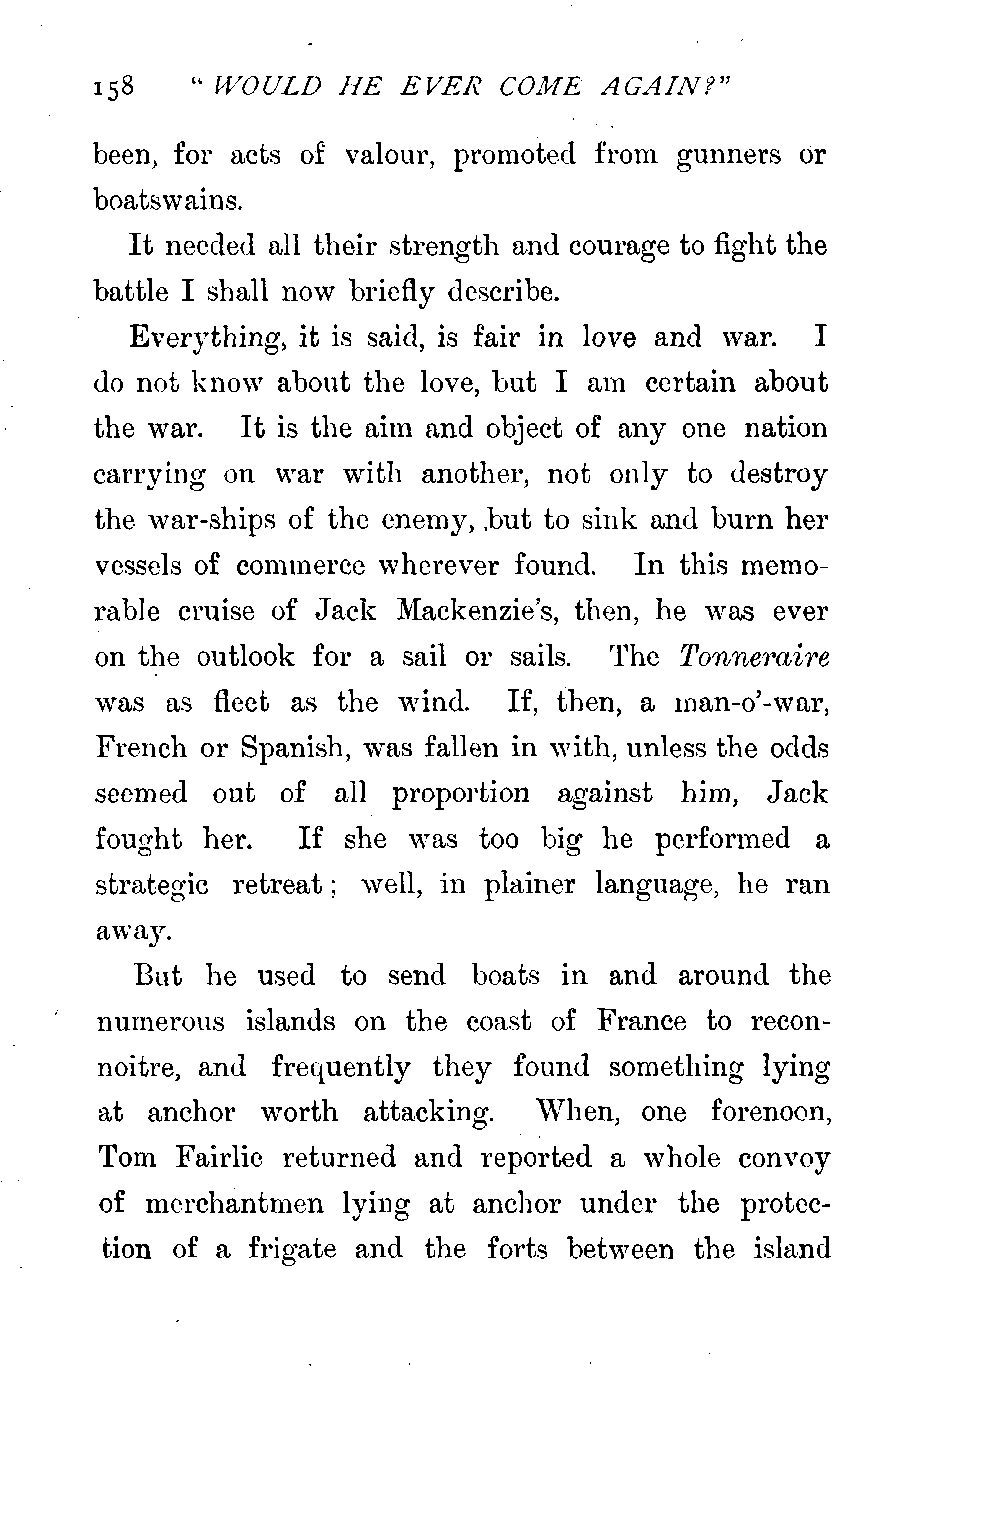 158 " WOULD HE EVER COME AGAIN?"
been, for acts of valour, promoted from gunners or
boatswains.
It needed all their strength and courage to fight the
battle I shall now briefly describe.
Everything, it is said, is fair in love and war. I
do not know about the love, but I am certain about
the war. It is the aim and object of any one nation
carrying on war with another, not only to destroy
the war-ships of the enemy, but to sink and burn her
vessels of commerce wherever found. In this memo-
rable cruise of Jack Mackenzie's, then, he was ever
on the outlook for a sail or sails. The Tonneraire
was as fleet as the wind. If, then, a man-o'-war,
French or Spanish, was fallen in with, unless the odds
seemed out of all proportion against him, Jack
fought her. If she was too big he performed a
strategic retreat; well, in plainer language, he ran
away.
But he used to send boats in and around the
numerous islands on the coast of France to recon-
noitre, and frequently they found something lying
at anchor worth attacking. When, one forenoon,
Tom Fairlie returned and reported a whole convoy
of merchantmen lying at anchor under the protec-
tion of a frigate and the forts between the island